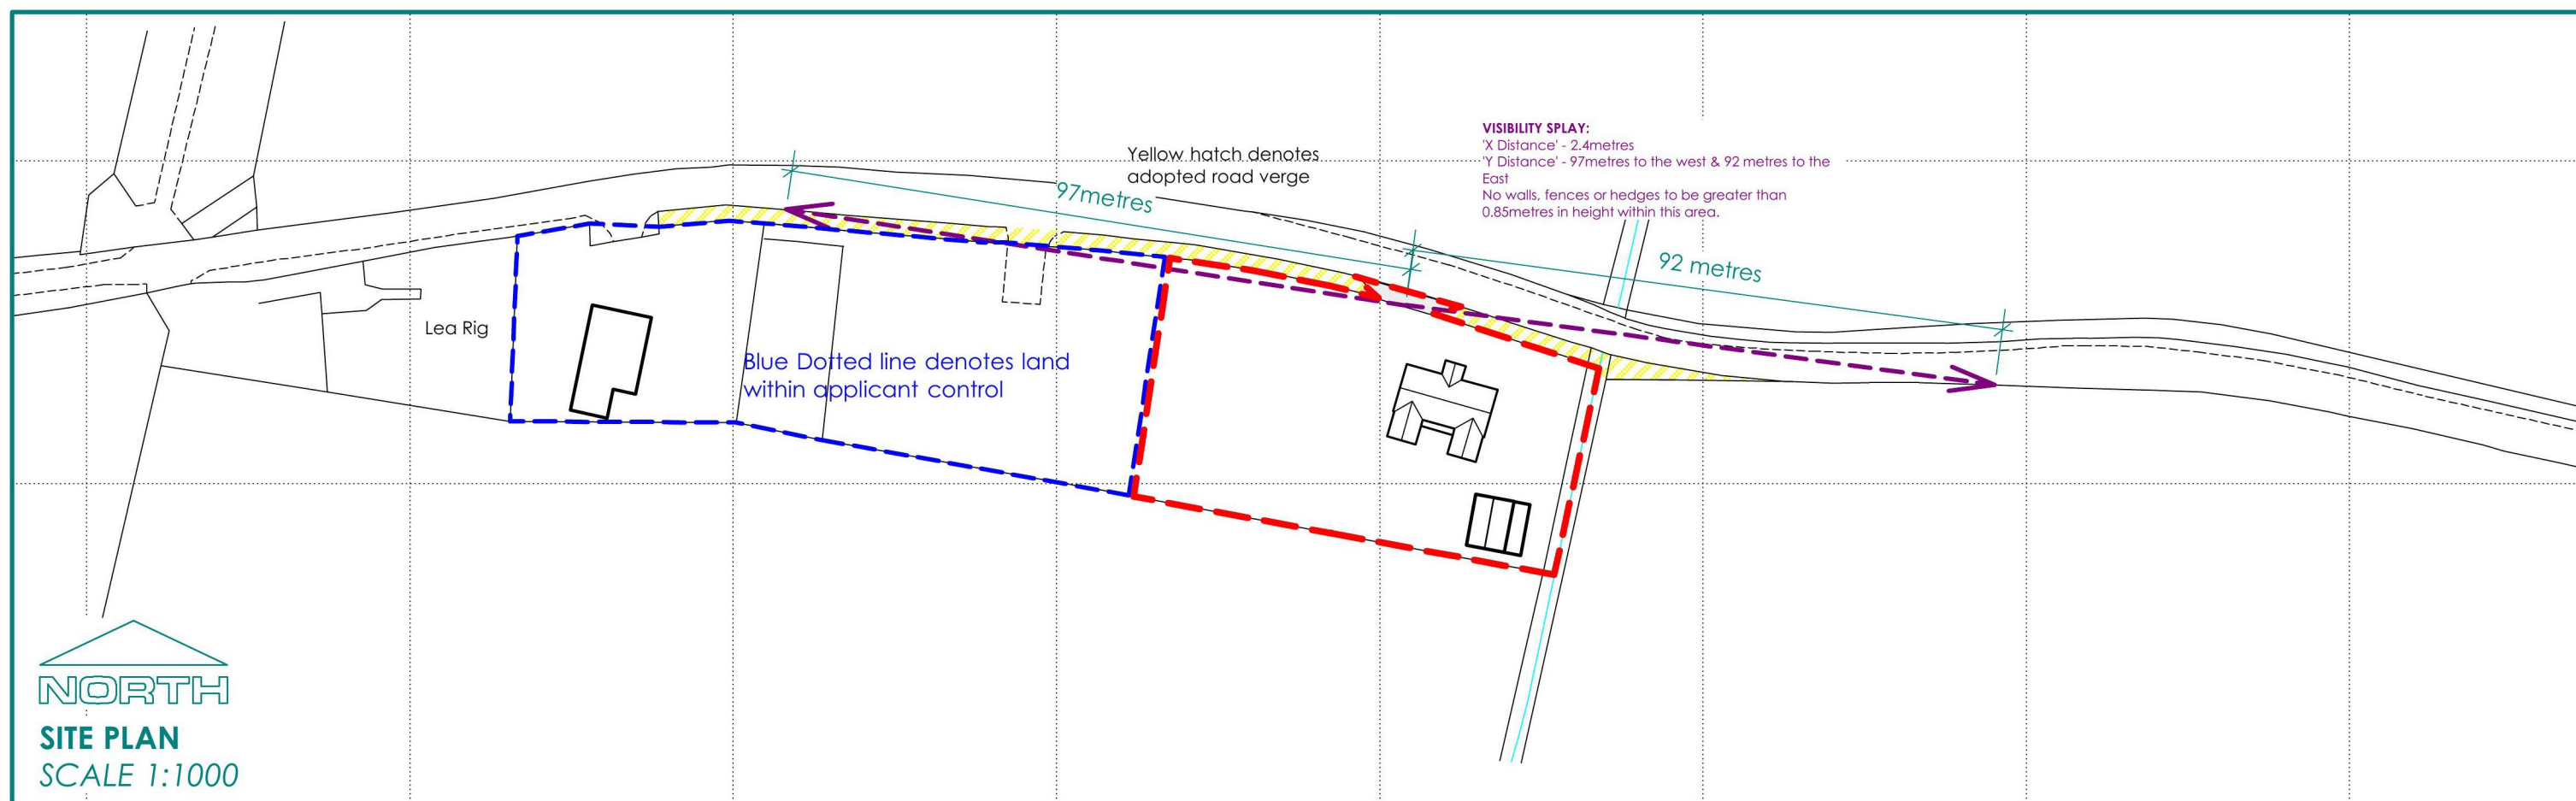 VISIBILITY SPLAY:
'X Distance' - 2.4metres
'Y Distance' - 97metres to the west & 92 metres to the
East
No walls, fences or hedges to be greater than
0.85metres in height within this area.
Yellow hatch denotes
adopted road verge
97metres
92 metres
Lea Rig
Blue Dotted line denotes land
within applicant control
NORTH
SITE PLAN
SCALE 1:1000